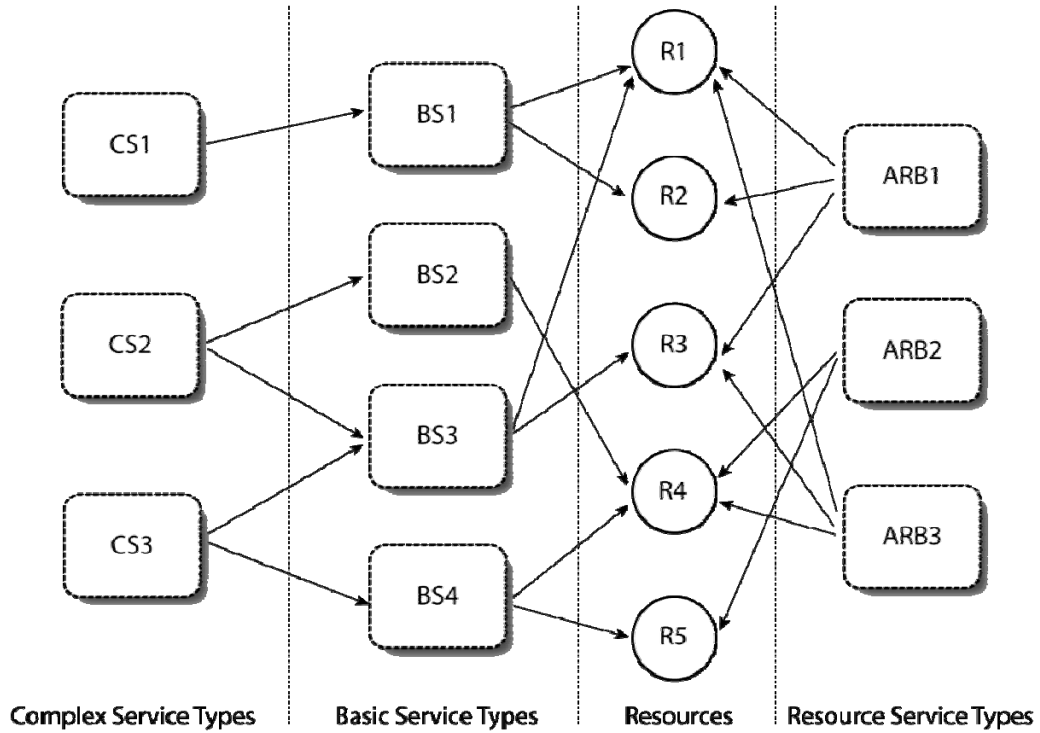 CS1
CS2
CS3
BS1
BS2
BS3
BS4
R1
R2
R3
R4
R5
ARB1
ARB2
ARB3
Complex Service Types
Basic Service Types
Resources
Resource Service Types